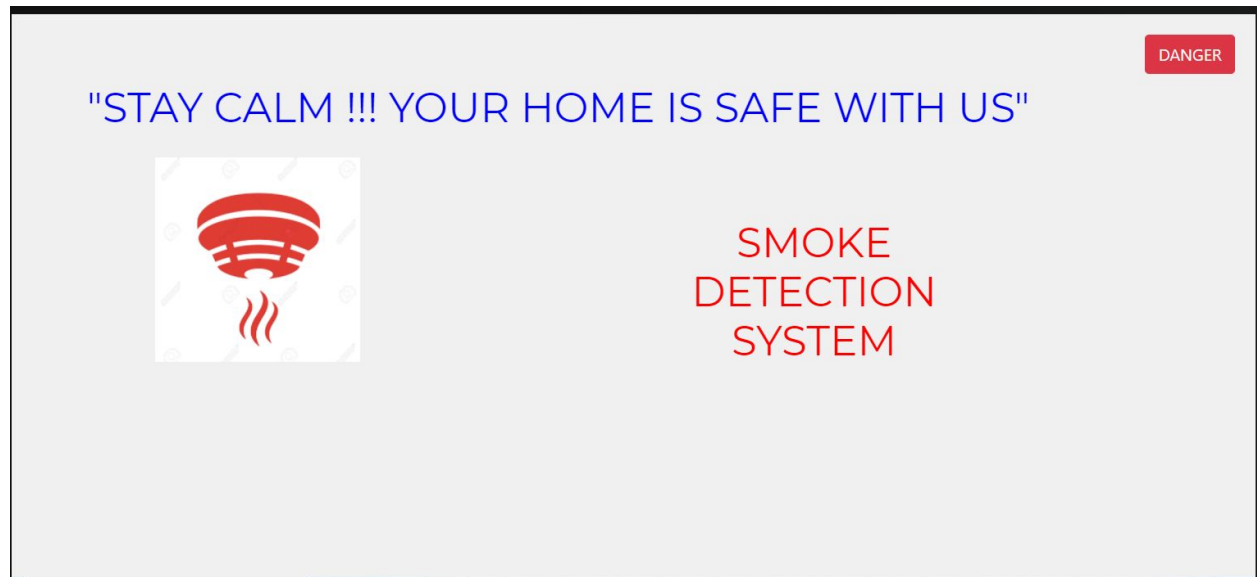 DANGER
"STAY CALM !!! YOUR HOME IS SAFE WITH US"
SMOKE
DETECTION
SYSTEM